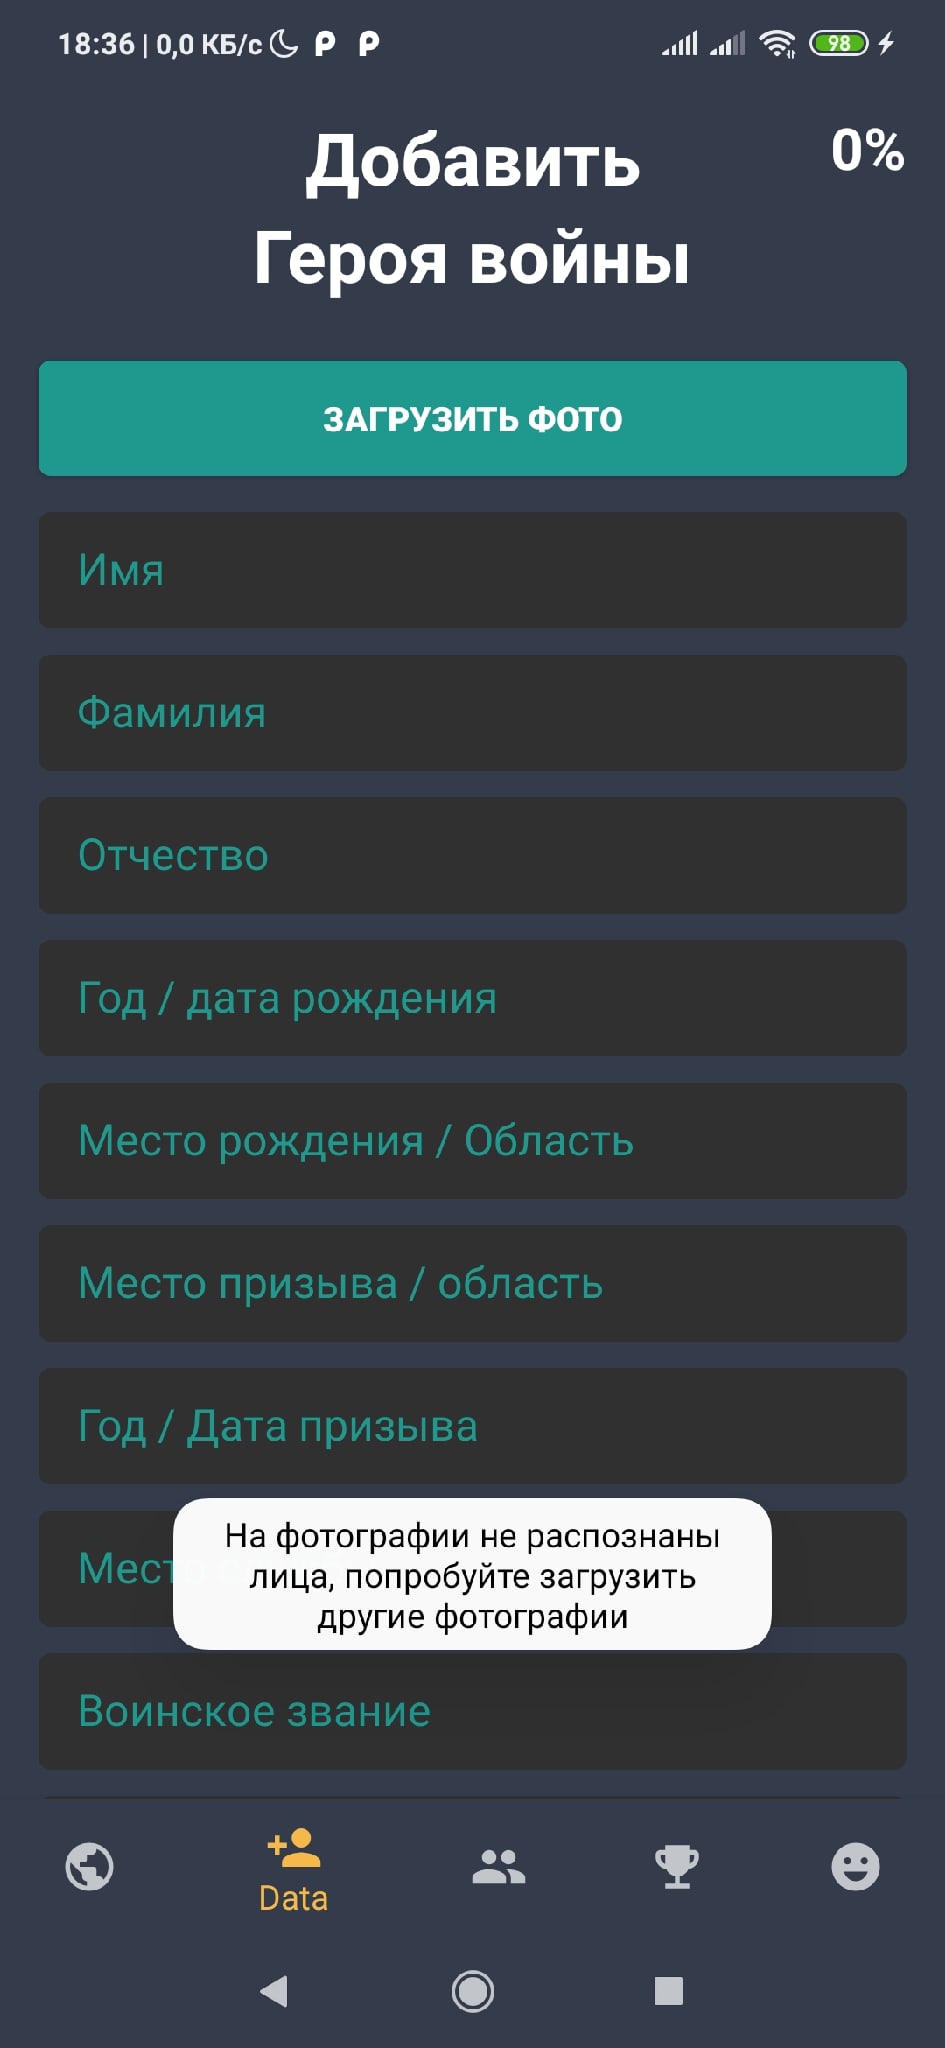 18:36 | 0,0 КБ/с
98
0%
Добавить
Героя войны
ЗАГРУЗИТЬ ФОТО
Имя
Фамилия
Отчество
Год / дата рождения
Место рождения / Область
Место призыва / область
Год / Дата призыва
Место
На фотографии не распознаны
лица, попробуйте загрузить
другие фотографии
Воинское звание
Data